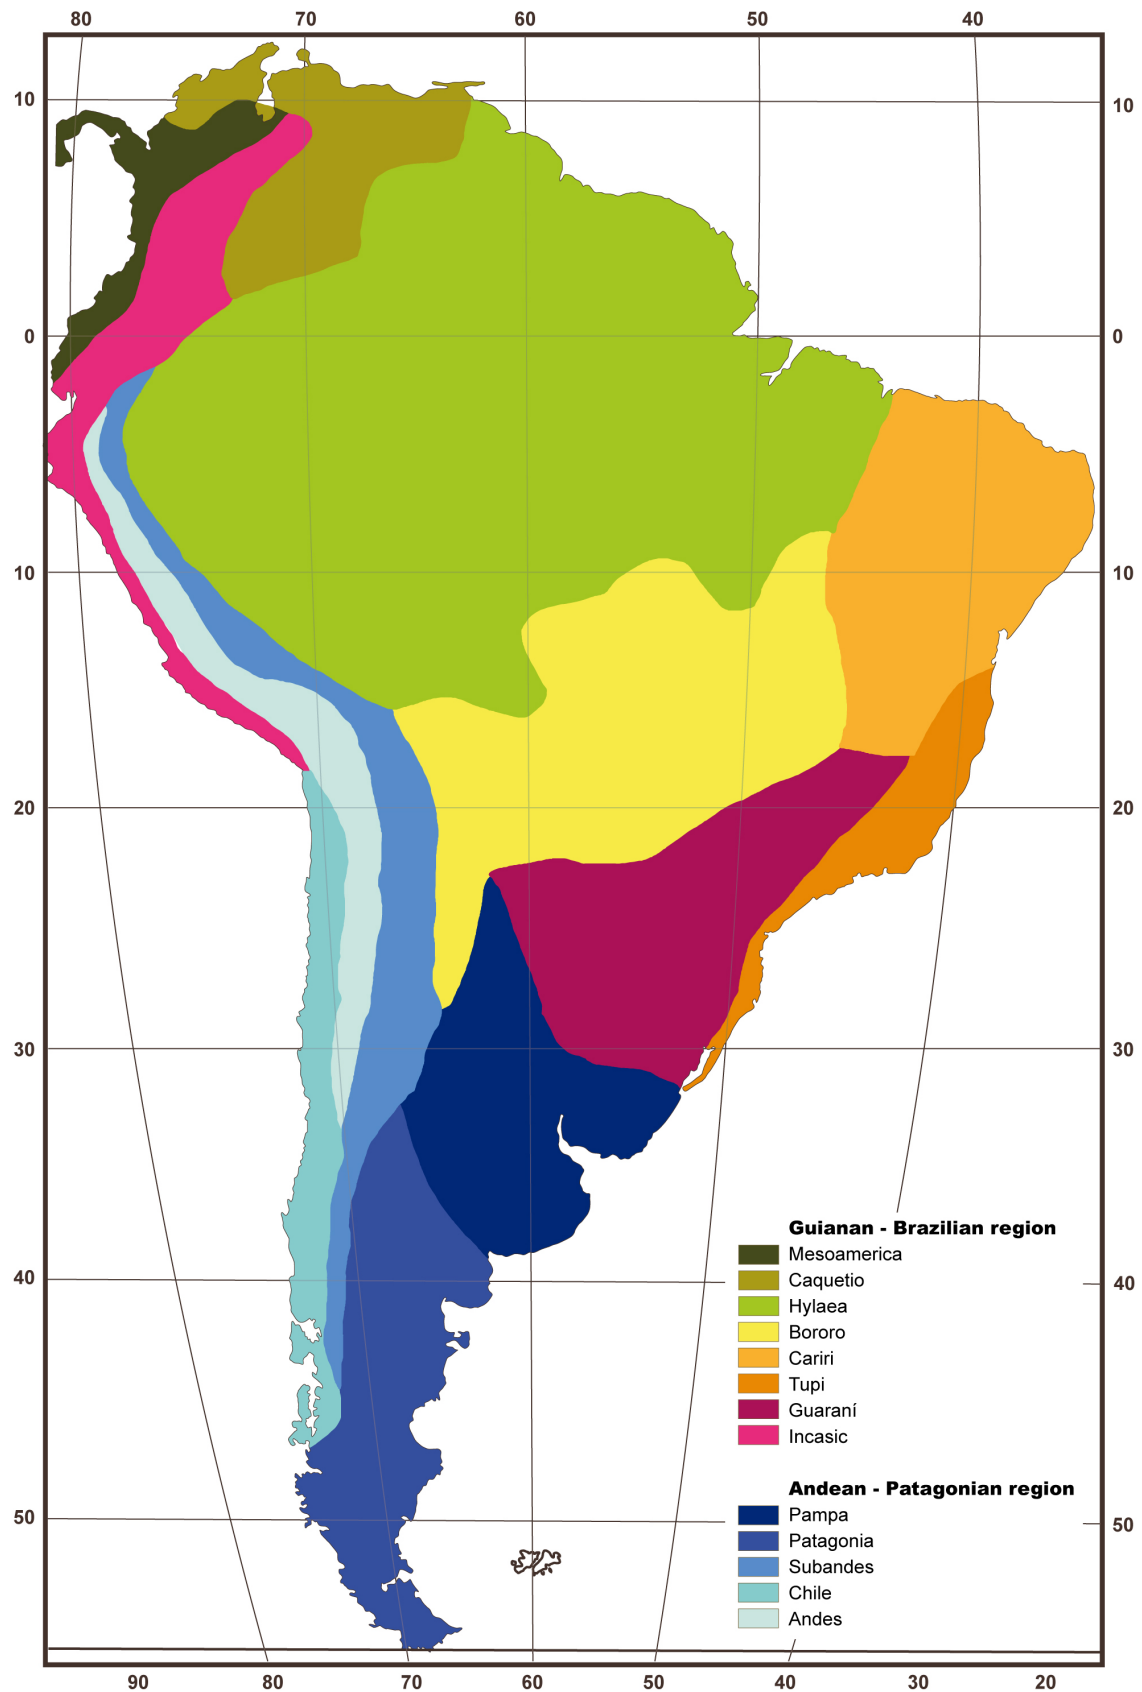 80 70 60 50 40
10 10
0 0
10 10
20 20
30 30
Guianan - Brazilian region
Mesoamerica
Caquetio
40 40
Hylaea
Bororo
Cariri
Tupi
Guaraní
Incasic
Andean - Patagonian region
Pampa
50 50
Patagonia
Subandes
Chile
Andes
90 80 70 60 50 40 30 20